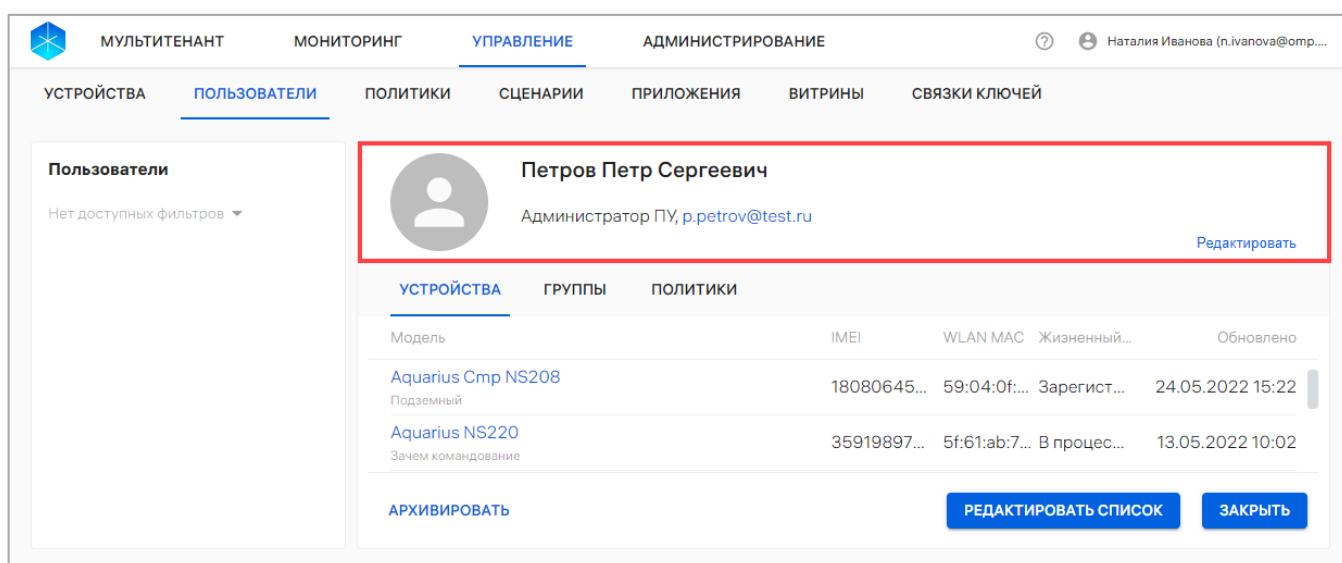 МУЛЬТИТЕНАНТ МОНИТОРИНГ УПРАВЛЕНИЕ АДМИНИСТРИРОВАНИЕ ? Наталия Иванова (n.ivanova@omp....
УСТРОЙСТВА ПОЛЬЗОВАТЕЛИ ПОЛИТИКИ СЦЕНАРИИ ПРИЛОЖЕНИЯ ВИТРИНЫ СВЯЗКИ КЛЮЧЕЙ
Пользователи
Нет доступных фильтров
Петров Петр Сергеевич
Администратор ПУ, p.petrov@test.ru
Редактировать
УСТРОЙСТВА ГРУППЫ ПОЛИТИКИ
Модель IMEI WLAN MAC Жизненный... Обновлено
Aquarius Cmp NS208 18080645... 59:04:0f:... Зарегист... 24.05.2022 15:22
Подземный
Aquarius NS220 35919897... 5f:61:ab:7... В процес... 13.05.2022 10:02
Зачем командование
АРХИВИРОВАТЬ РЕДАКТИРОВАТЬ СПИСОК ЗАКРЫТЬ